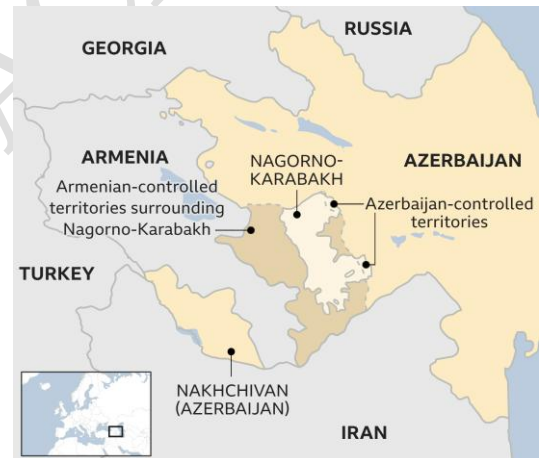 RUSSIA
GEORGIA
ARMENIA
NAGORNO-
KARABAKH
AZERBAIJAN
Armenian-controlled
territories surrounding
Nagorno-Karabakh
Azerbaijan-controlled
territories
TURKEY
NAKHCHIVAN
(AZERBAIJAN)
IRAN